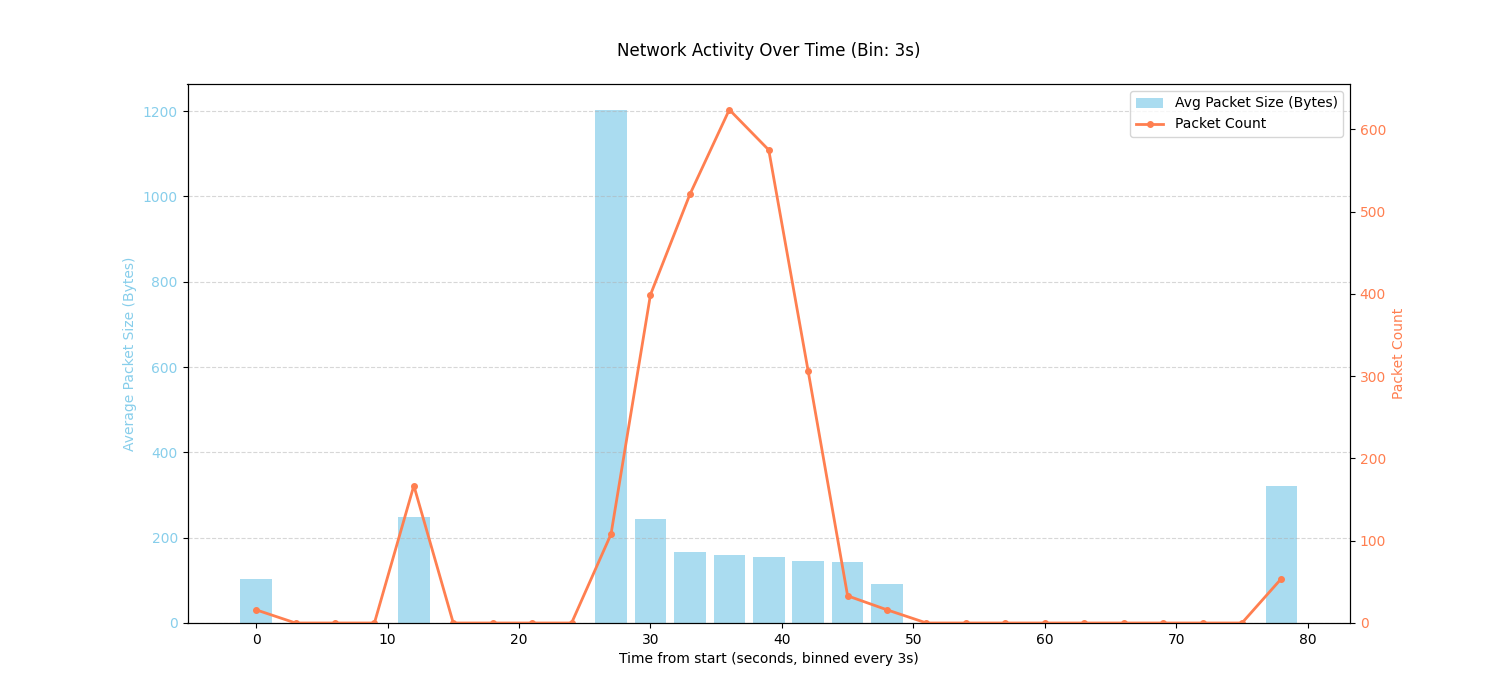 Network Activity Over Time (Bin: 3s)
Avg Packet Size (Bytes)
Packet Count
Average Packet Size (Bytes)
1200
1000
800
600
400
200
0
600
500
400
300
200
100
0
Packet Count
0 10 20 30 40 50 60 70 80
Time from start (seconds, binned every 3s)